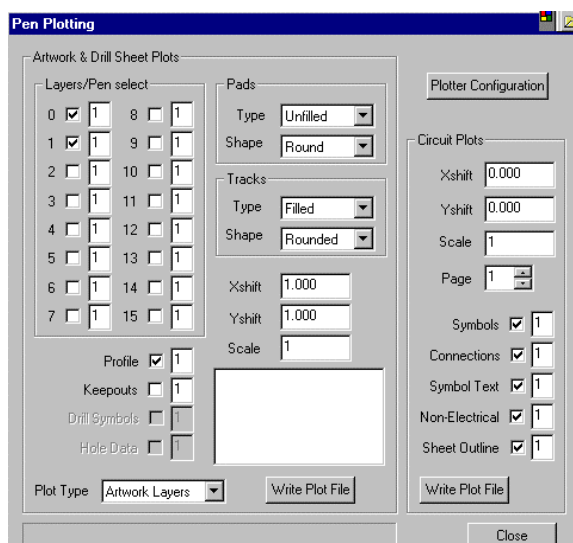 Pen Plotting
Artwork & Drill Sheet Plots
Layers/Pen select
0 1 8 1
1 1 9 1
2 1 10 1
3 1 11 1
4 1 12 1
5 1 13 1
6 1 14 1
7 1 15 1
Profile 1
Keepouts 1
Drill Symbols 1
Hole Data 1
Plot Type Artwork Layers
Pads
Type Unfilled
Shape Round
Tracks
Type Filled
Shape Rounded
Xshift 1.000
Yshift 1.000
Scale 1
Write Plot File
Plotter Configuration
Circuit Plots
Xshift 0.000
Yshift 0.000
Scale 1
Page 1
Symbols 1
Connections 1
Symbol Text 1
Non-Electrical 1
Sheet Outline 1
Write Plot File
Close